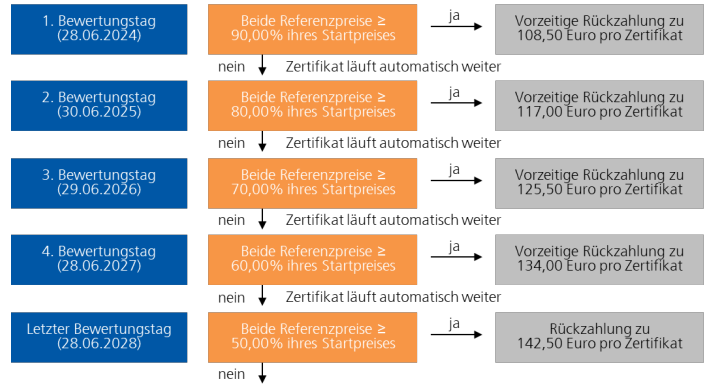 1. Bewertungstag
(28.06.2024)
Beide Referenzpreise ≥
90,00% ihres Startpreises
ja
Vorzeitige Rückzahlung zu
108,50 Euro pro Zertifikat
nein
Zertifikat läuft automatisch weiter
2. Bewertungstag
(30.06.2025)
Beide Referenzpreise ≥
80,00% ihres Startpreises
ja
Vorzeitige Rückzahlung zu
117,00 Euro pro Zertifikat
nein
Zertifikat läuft automatisch weiter
3. Bewertungstag
(29.06.2026)
Beide Referenzpreise ≥
70,00% ihres Startpreises
ja
Vorzeitige Rückzahlung zu
125,50 Euro pro Zertifikat
nein
Zertifikat läuft automatisch weiter
4. Bewertungstag
(28.06.2027)
Beide Referenzpreise ≥
60,00% ihres Startpreises
ja
Vorzeitige Rückzahlung zu
134,00 Euro pro Zertifikat
nein
Zertifikat läuft automatisch weiter
Letzter Bewertungstag
(28.06.2028)
Beide Referenzpreise ≥
50,00% ihres Startpreises
ja
Rückzahlung zu
142,50 Euro pro Zertifikat
nein